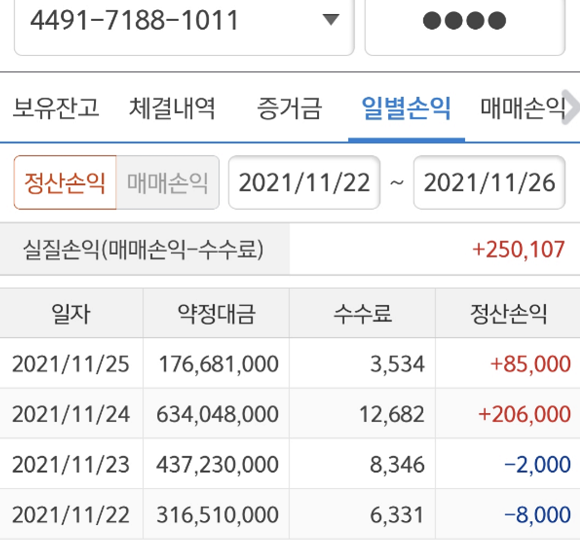 4491-7188-1011 ●●●●
보유잔고 체결내역 증거금 일별손익 매매손익
정산손익 매매손익 2021/11/22 ~ 2021/11/26
실질손익(매매손익-수수료) +250,107
일자 약정대금 수수료 정산손익
2021/11/25 176,681,000 3,534 +85,000
2021/11/24 634,048,000 12,682 +206,000
2021/11/23 437,230,000 8,346 -2,000
2021/11/22 316,510,000 6,331 -8,000